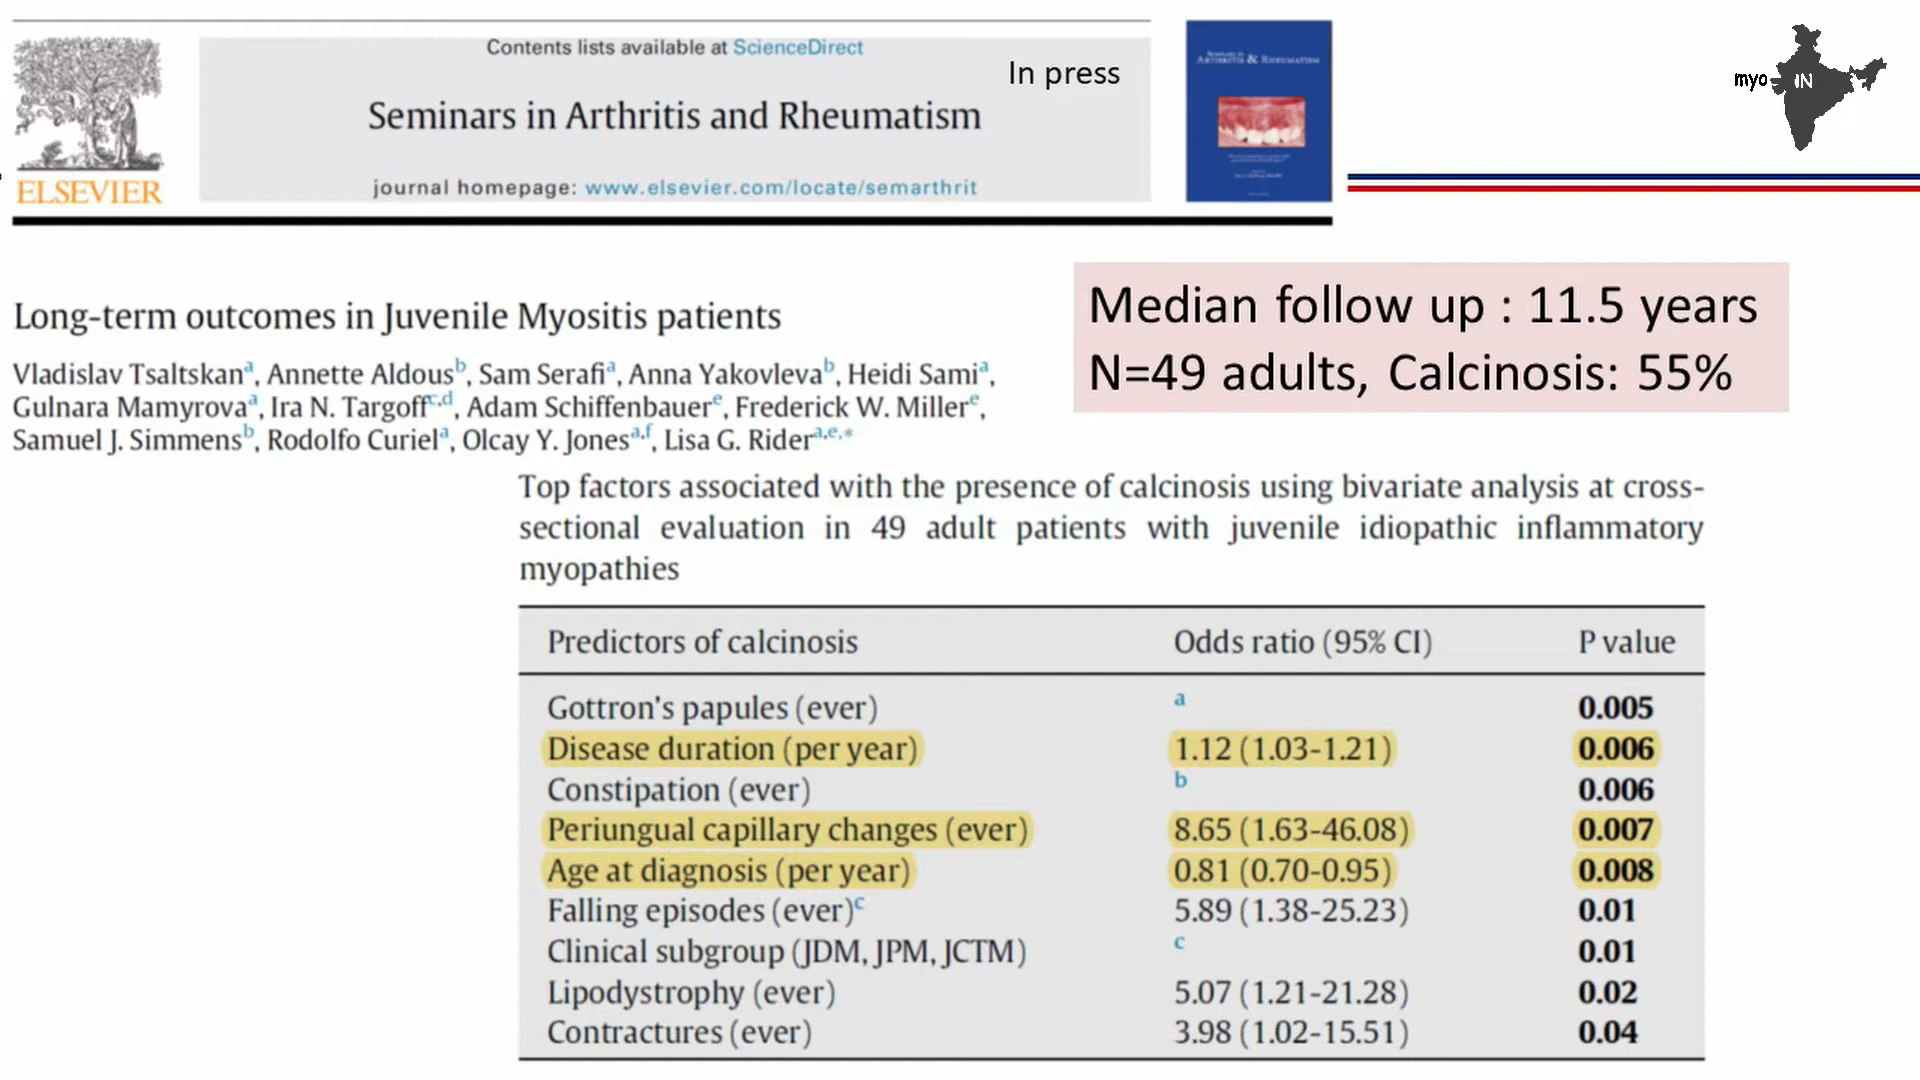 Contents lists available at ScienceDirect
In press
Seminars in Arthritis and Rheumatism
journal homepage: www.elsevier.com/locate/semarthrit
ELSEVIER
ARTHRITIS & RHEUMATISM
myo IN
Long-term outcomes in Juvenile Myositis patients
Median follow up : 11.5 years
N=49 adults, Calcinosis: 55%
Vladislav Tsaltskanᵃ, Annette Aldousᵇ, Sam Serafiᵃ, Anna Yakovlevaᵇ, Heidi Samiᵃ,
Gulnara Mamyrovaᵃ, Ira N. Targoffᶜ,ᵈ, Adam Schiffenbauerᵉ, Frederick W. Millerᵉ,
Samuel J. Simmensᵇ, Rodolfo Curielᵃ, Olcay Y. Jonesᵃ,ᶠ, Lisa G. Riderᵃ,ᵉ,*
Top factors associated with the presence of calcinosis using bivariate analysis at cross-
sectional evaluation in 49 adult patients with juvenile idiopathic inflammatory
myopathies
Predictors of calcinosis Odds ratio (95% CI) P value
Gottron's papules (ever) ᵃ 0.005
Disease duration (per year) 1.12 (1.03-1.21) 0.006
Constipation (ever) ᵇ 0.006
Periungual capillary changes (ever) 8.65 (1.63-46.08) 0.007
Age at diagnosis (per year) 0.81 (0.70-0.95) 0.008
Falling episodes (ever)ᶜ 5.89 (1.38-25.23) 0.01
Clinical subgroup (JDM, JPM, JCTM) ᶜ 0.01
Lipodystrophy (ever) 5.07 (1.21-21.28) 0.02
Contractures (ever) 3.98 (1.02-15.51) 0.04